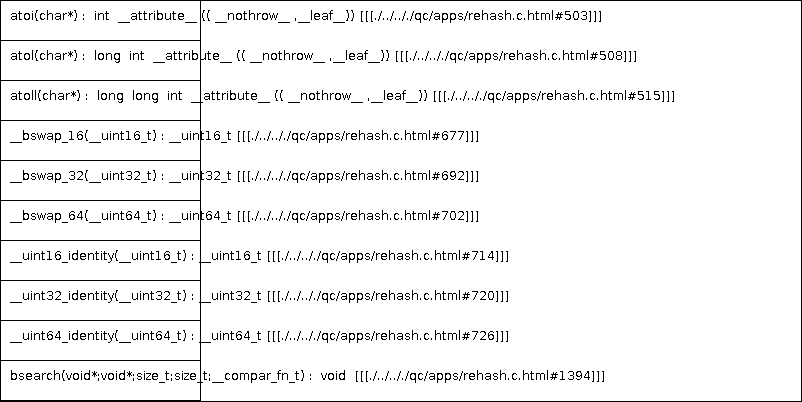 atoi(char*) : int __attribute__ (( __nothrow__ ,__leaf__)) [[[./../.././qc/apps/rehash.c.html#503]]]
atol(char*) : long int __attribute__ (( __nothrow__ ,__leaf__)) [[[./../.././qc/apps/rehash.c.html#508]]]
atoll(char*) : long long int __attribute__ (( __nothrow__ ,__leaf__)) [[[./../.././qc/apps/rehash.c.html#515]]]
__bswap_16(__uint16_t) : __uint16_t [[[./../.././qc/apps/rehash.c.html#677]]]
__bswap_32(__uint32_t) : __uint32_t [[[./../.././qc/apps/rehash.c.html#692]]]
__bswap_64(__uint64_t) : __uint64_t [[[./../.././qc/apps/rehash.c.html#702]]]
__uint16_identity(__uint16_t) : __uint16_t [[[./../.././qc/apps/rehash.c.html#714]]]
__uint32_identity(__uint32_t) : __uint32_t [[[./../.././qc/apps/rehash.c.html#720]]]
__uint64_identity(__uint64_t) : __uint64_t [[[./../.././qc/apps/rehash.c.html#726]]]
bsearch(void*;void*;size_t;size_t;__compar_fn_t) : void [[[./../.././qc/apps/rehash.c.html#1394]]]